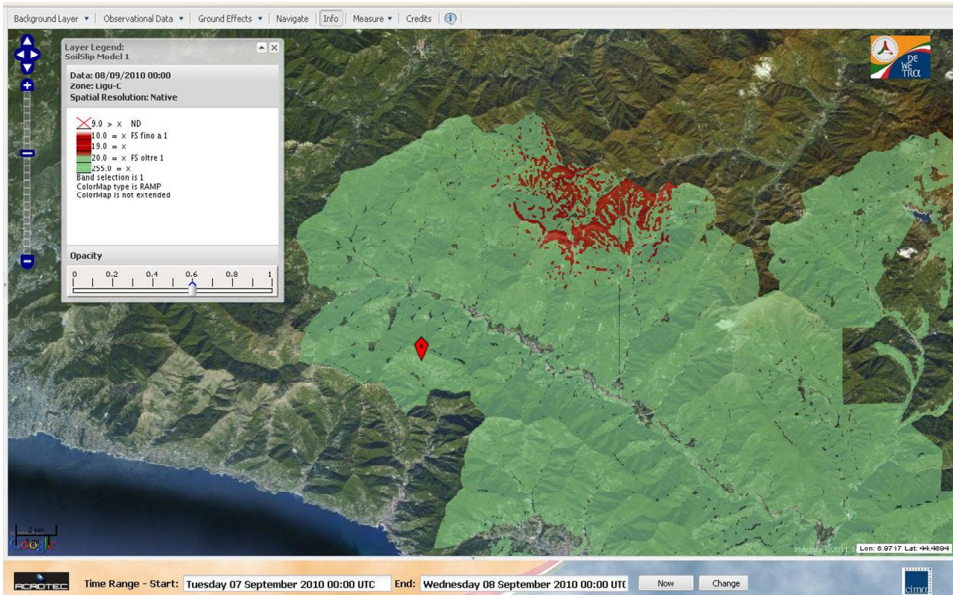 Background Layer Observational Data Ground Effects Navigate Info Measure Credits i
Layer Legend:
SoilSlip Model 1
Data: 08/09/2010 00:00
Zone: Ligu-C
Spatial Resolution: Native
9.0 > x ND
10.0 = x FS fino a 1
19.0 = x
20.0 = x FS oltre 1
255.0 = x
Band selection is 1
ColorMap type is RAMP
ColorMap is not extended
Opacity
0 0.2 0.4 0.6 0.8 1
DE
WE
TRA
2 km
Google
Lon: 8.9717 Lat: 44.4894
ACROTEC Time Range - Start: Tuesday 07 September 2010 00:00 UTC End: Wednesday 08 September 2010 00:00 UTC Now Change
cima